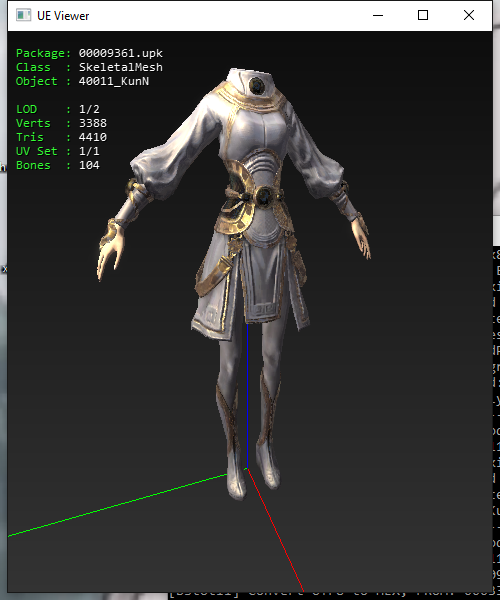 UE Viewer
Package: 00009361.upk
Class : SkeletalMesh
Object : 40011_KunN
LOD : 1/2
Verts : 3388
Tris : 4410
UV Set : 1/1
Bones : 104